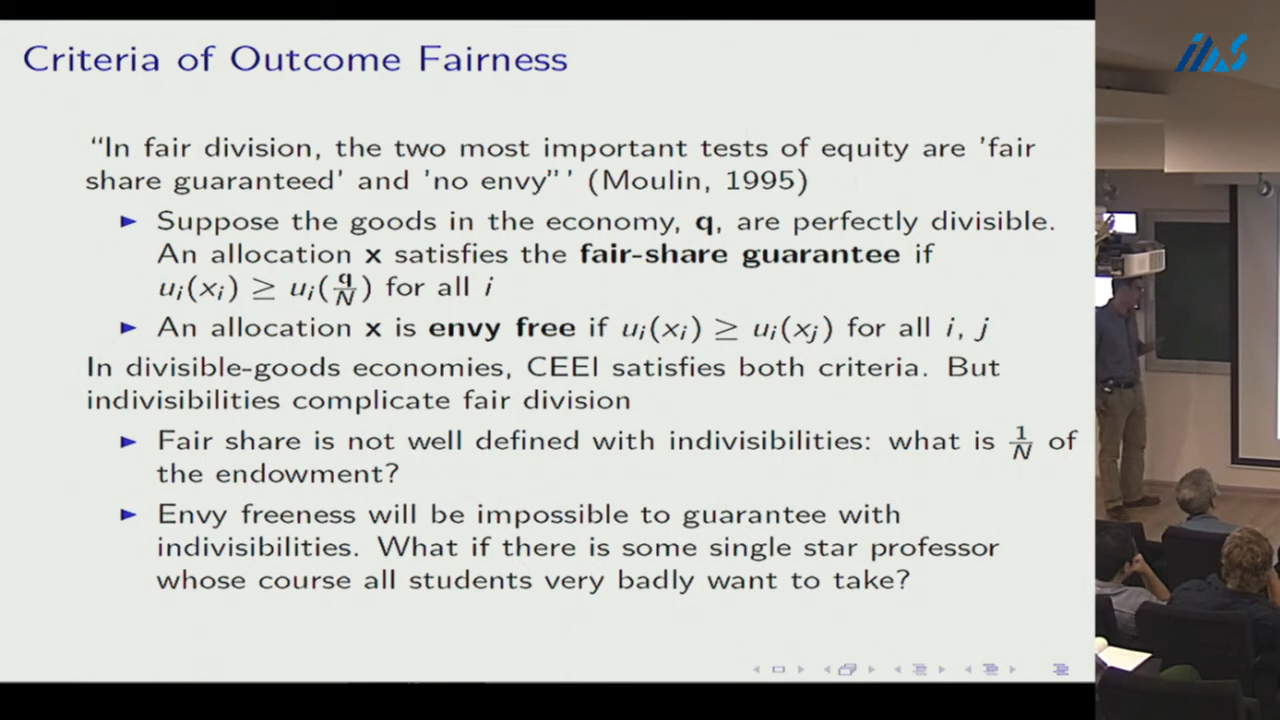 Criteria of Outcome Fairness
“In fair division, the two most important tests of equity are 'fair
share guaranteed' and 'no envy”' (Moulin, 1995)
► Suppose the goods in the economy, q, are perfectly divisible.
An allocation x satisfies the fair-share guarantee if
uᵢ(xᵢ) ≥ uᵢ(q/N) for all i
► An allocation x is envy free if uᵢ(xᵢ) ≥ uᵢ(xⱼ) for all i, j
In divisible-goods economies, CEEI satisfies both criteria. But
indivisibilities complicate fair division
► Fair share is not well defined with indivisibilities: what is 1/N of
the endowment?
► Envy freeness will be impossible to guarantee with
indivisibilities. What if there is some single star professor
whose course all students very badly want to take?
IIAS